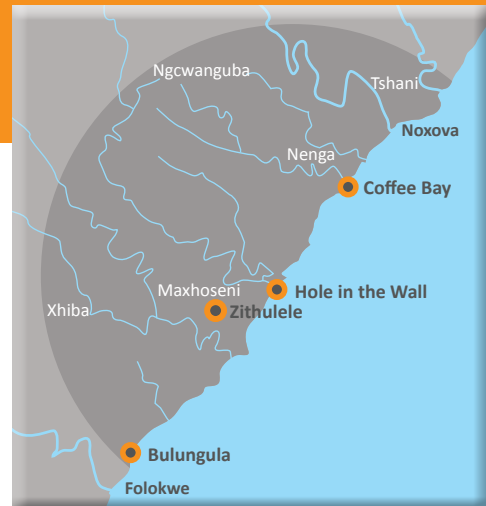 Ngcwanguba
Tshani
Noxova
Nenga
Coffee Bay
Maxhoseni
Hole in the Wall
Xhiba
Zithulele
Bulungula
Folokwe